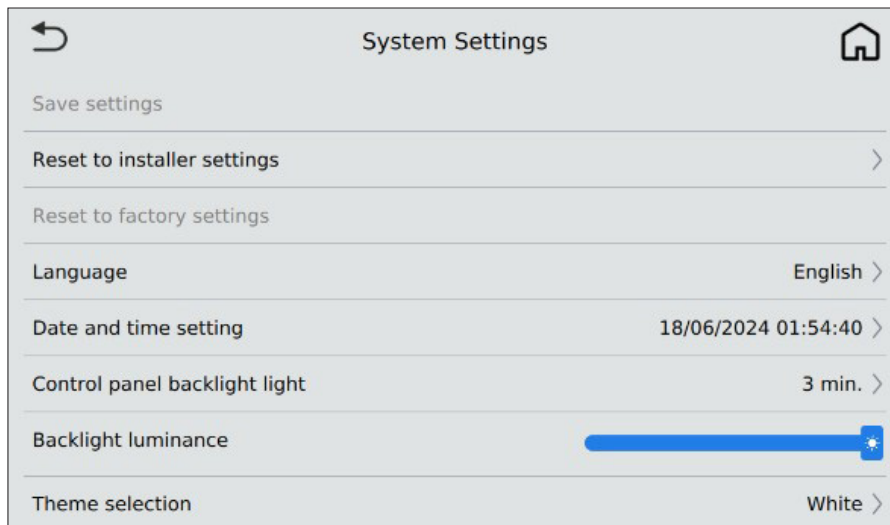 System Settings
Save settings
Reset to installer settings
Reset to factory settings
Language English
Date and time setting 18/06/2024 01:54:40
Control panel backlight light 3 min.
Backlight luminance
Theme selection White